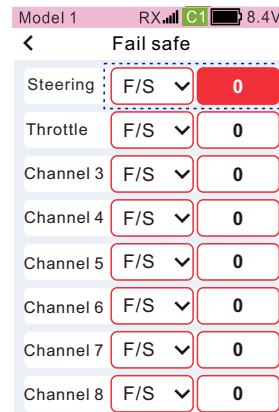 Model 1 RX C1 8.4V
Fail safe
Steering F/S 0
Throttle F/S 0
Channel 3 F/S 0
Channel 4 F/S 0
Channel 5 F/S 0
Channel 6 F/S 0
Channel 7 F/S 0
Channel 8 F/S 0